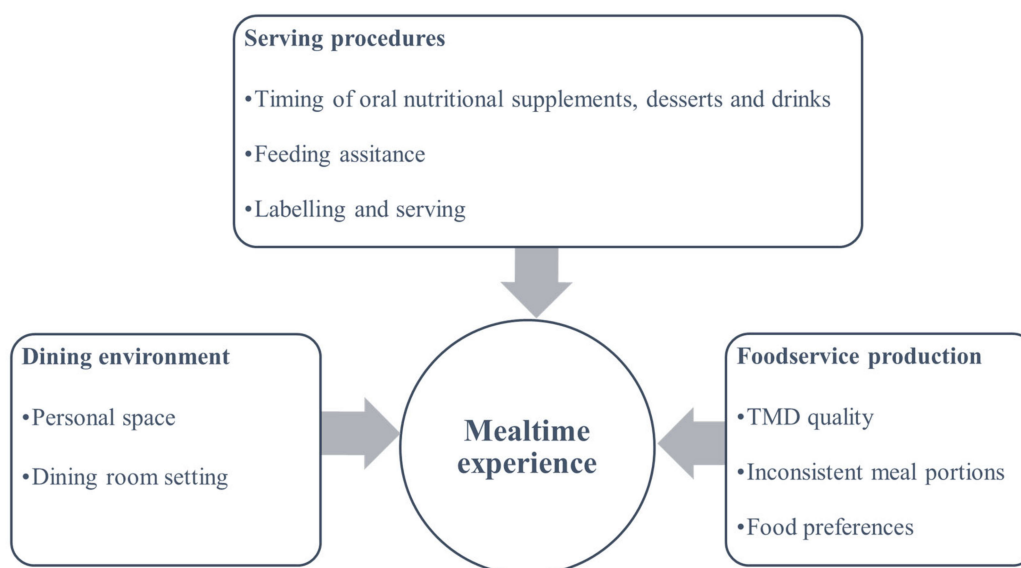 Serving procedures
•Timing of oral nutritional supplements, desserts and drinks
•Feeding assitance
•Labelling and serving
Dining environment
•Personal space
•Dining room setting
Mealtime
experience
Foodservice production
•TMD quality
•Inconsistent meal portions
•Food preferences